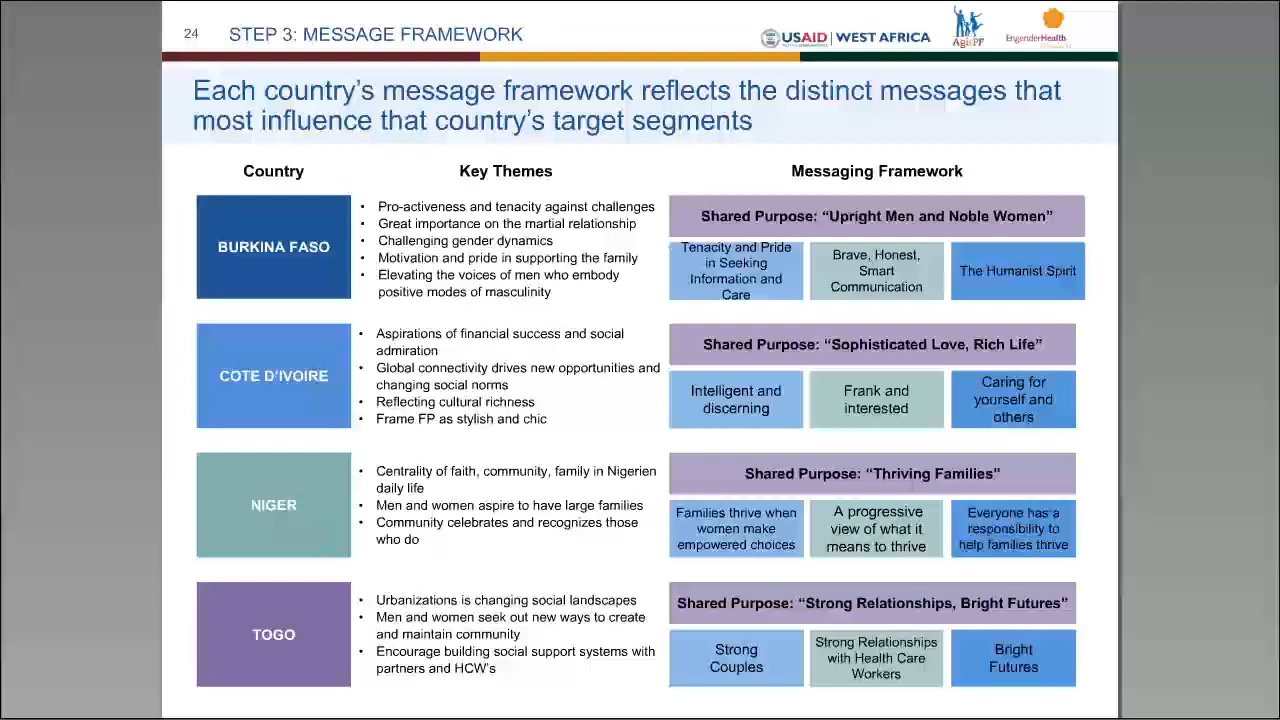 24
STEP 3: MESSAGE FRAMEWORK
USAID | WEST AFRICA
AgirPF
EngenderHealth
Each country's message framework reflects the distinct messages that
most influence that country's target segments
Country
Key Themes
Messaging Framework
BURKINA FASO
• Pro-activeness and tenacity against challenges
• Great importance on the martial relationship
• Challenging gender dynamics
• Motivation and pride in supporting the family
• Elevating the voices of men who embody
positive modes of masculinity
Shared Purpose: “Upright Men and Noble Women”
Tenacity and Pride
in Seeking
Information and
Care
Brave, Honest,
Smart
Communication
The Humanist Spirit
COTE D'IVOIRE
• Aspirations of financial success and social
admiration
• Global connectivity drives new opportunities and
changing social norms
• Reflecting cultural richness
• Frame FP as stylish and chic
Shared Purpose: “Sophisticated Love, Rich Life”
Intelligent and
discerning
Frank and
interested
Caring for
yourself and
others
NIGER
• Centrality of faith, community, family in Nigerien
daily life
• Men and women aspire to have large families
• Community celebrates and recognizes those
who do
Shared Purpose: “Thriving Families”
Families thrive when
women make
empowered choices
A progressive
view of what it
means to thrive
Everyone has a
responsibility to
help families thrive
TOGO
• Urbanizations is changing social landscapes
• Men and women seek out new ways to create
and maintain community
• Encourage building social support systems with
partners and HCW's
Shared Purpose: “Strong Relationships, Bright Futures”
Strong
Couples
Strong Relationships
with Health Care
Workers
Bright
Futures